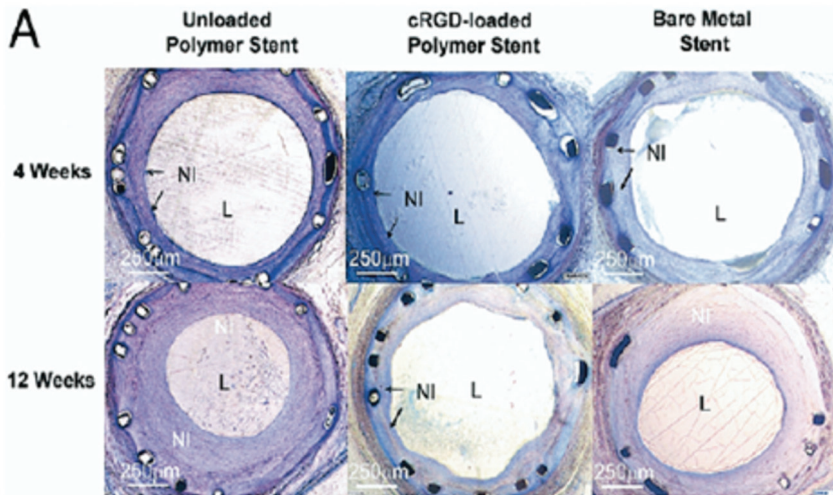 A
Unloaded
Polymer Stent
cRGD-loaded
Polymer Stent
Bare Metal
Stent
4 Weeks
NI
L
250µm
NI
L
250µm
NI
L
250µm
12 Weeks
NI
L
NI
250µm
NI
L
250µm
NI
L
250µm